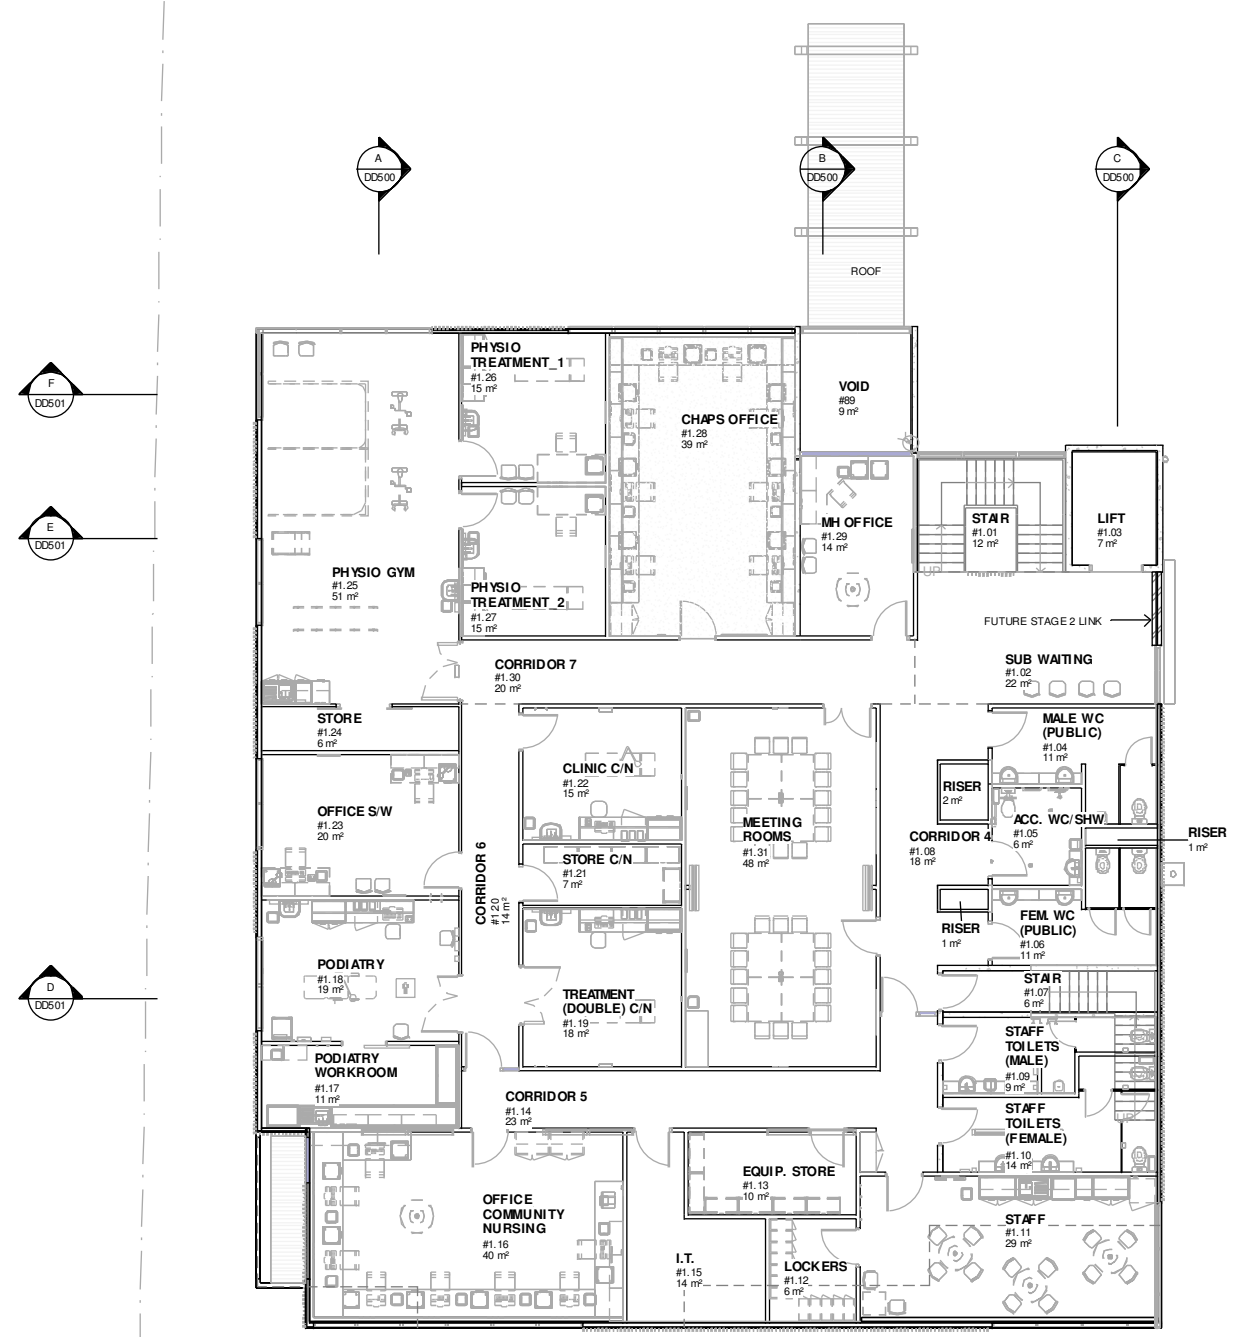 A
DD500
B
DD500
C
DD500
ROOF
F
DD501
E
DD501
D
DD501
PHYSIO
TREATMENT_1
#1.26
15 m²
VOID
#89
9 m²
CHAPS OFFICE
#1.28
39 m²
MH OFFICE
#1.29
14 m²
STAIR
#1.01
12 m²
LIFT
#1.03
7 m²
UP
PHYSIO GYM
#1.25
51 m²
PHYSIO
TREATMENT_2
#1.27
15 m²
FUTURE STAGE 2 LINK
CORRIDOR 7
#1.30
20 m²
SUB WAITING
#1.02
22 m²
STORE
#1.24
6 m²
MALE WC
(PUBLIC)
#1.04
11 m²
CLINIC C/N
#1.22
15 m²
RISER
2 m²
OFFICE S/W
#1.23
20 m²
MEETING
ROOMS
#1.31
48 m²
ACC. WC/SHW
#1.05
6 m²
CORRIDOR 4
#1.08
18 m²
RISER
1 m²
STORE C/N
#1.21
7 m²
CORRIDOR 6
#1.20
14 m²
RISER
1 m²
FEM. WC
(PUBLIC)
#1.06
11 m²
PODIATRY
#1.18
19 m²
STAIR
#1.07
6 m²
TREATMENT
(DOUBLE) C/N
#1.19
18 m²
STAFF
TOILETS
(MALE)
#1.09
9 m²
PODIATRY
WORKROOM
#1.17
11 m²
CORRIDOR 5
#1.14
23 m²
STAFF
TOILETS
(FEMALE)
#1.10
14 m²
UP
EQUIP. STORE
#1.13
10 m²
OFFICE
COMMUNITY
NURSING
#1.16
40 m²
STAFF
#1.11
29 m²
I.T.
#1.15
14 m²
LOCKERS
#1.12
6 m²